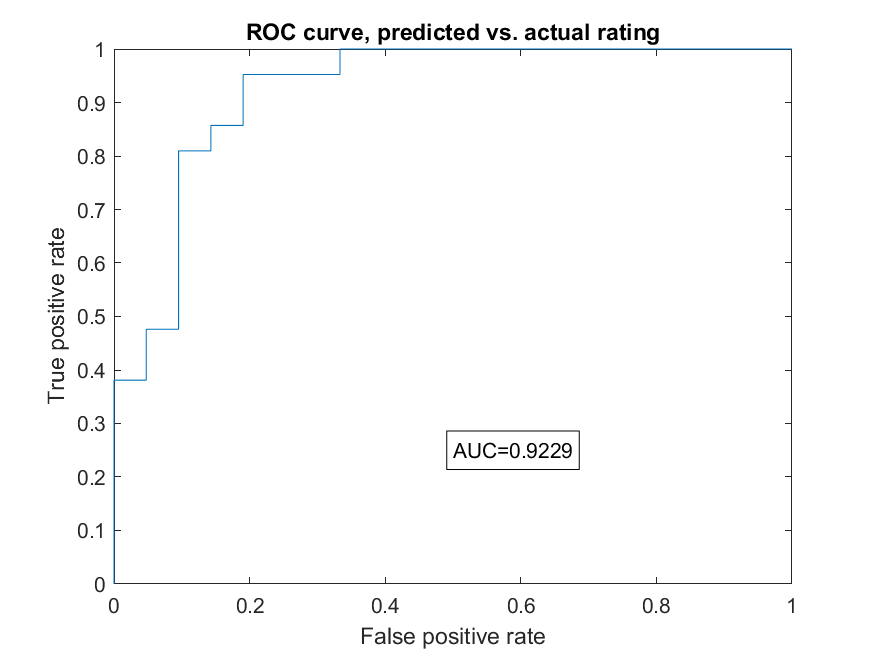 ROC curve, predicted vs. actual rating
1
0.9
0.8
0.7
0.6
0.5
0.4
0.3
0.2
0.1
0
True positive rate
AUC=0.9229
0 0.2 0.4 0.6 0.8 1
False positive rate